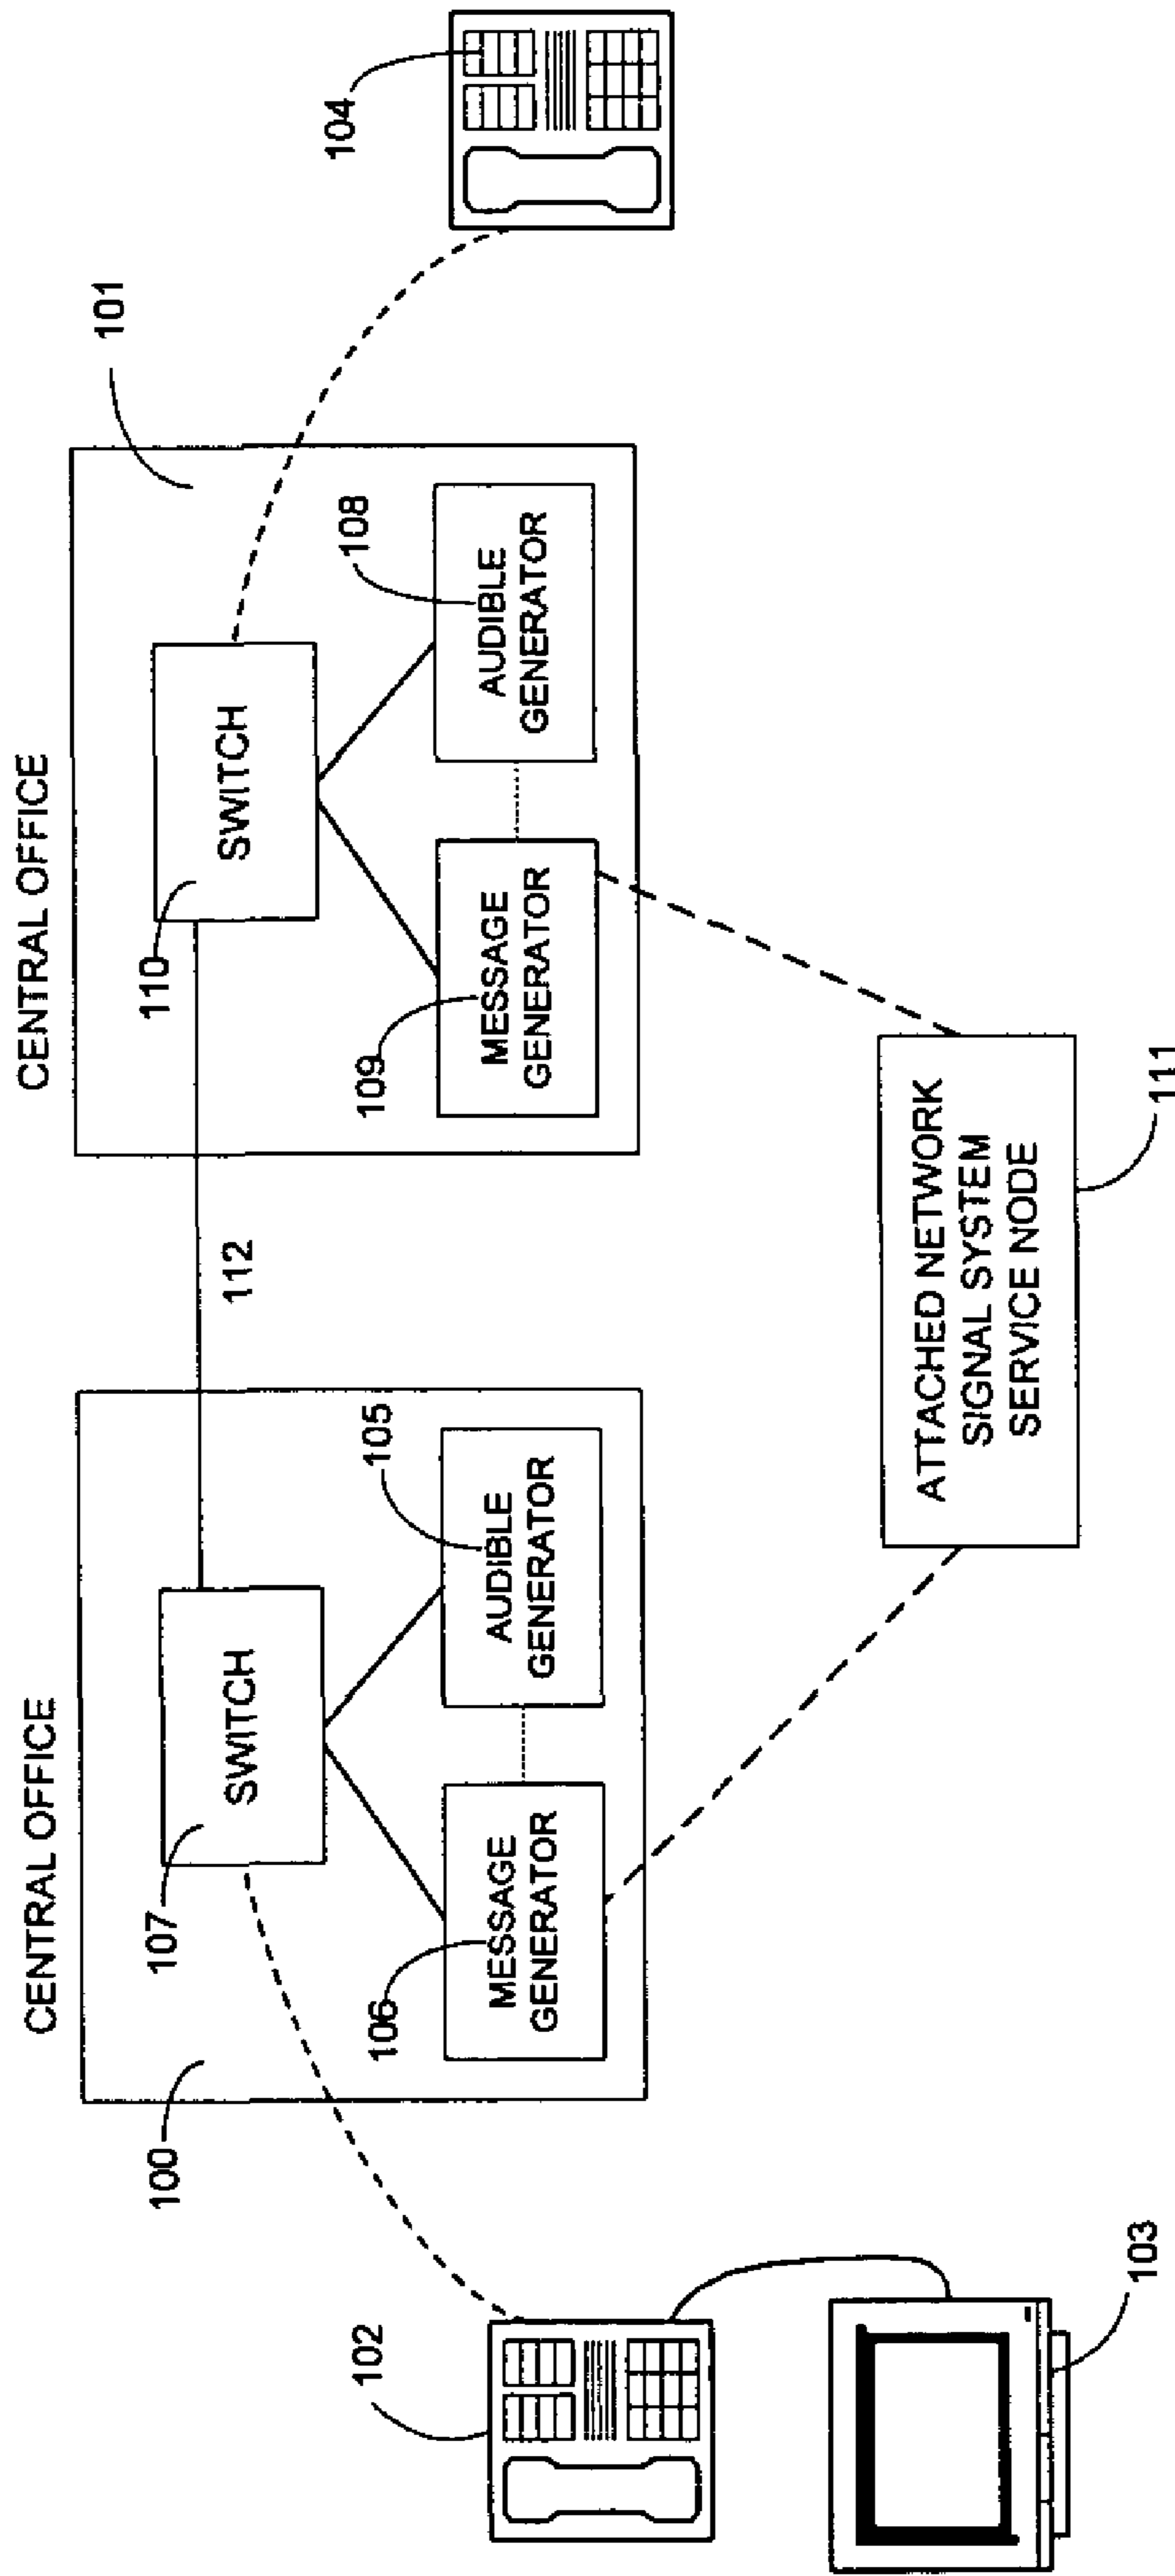 CENTRAL OFFICE
100
107
SWITCH
106
MESSAGE
GENERATOR
105
AUDIBLE
GENERATOR
112
CENTRAL OFFICE
101
110
SWITCH
109
MESSAGE
GENERATOR
108
AUDIBLE
GENERATOR
104
102
103
ATTACHED NETWORK
SIGNAL SYSTEM
SERVICE NODE
111